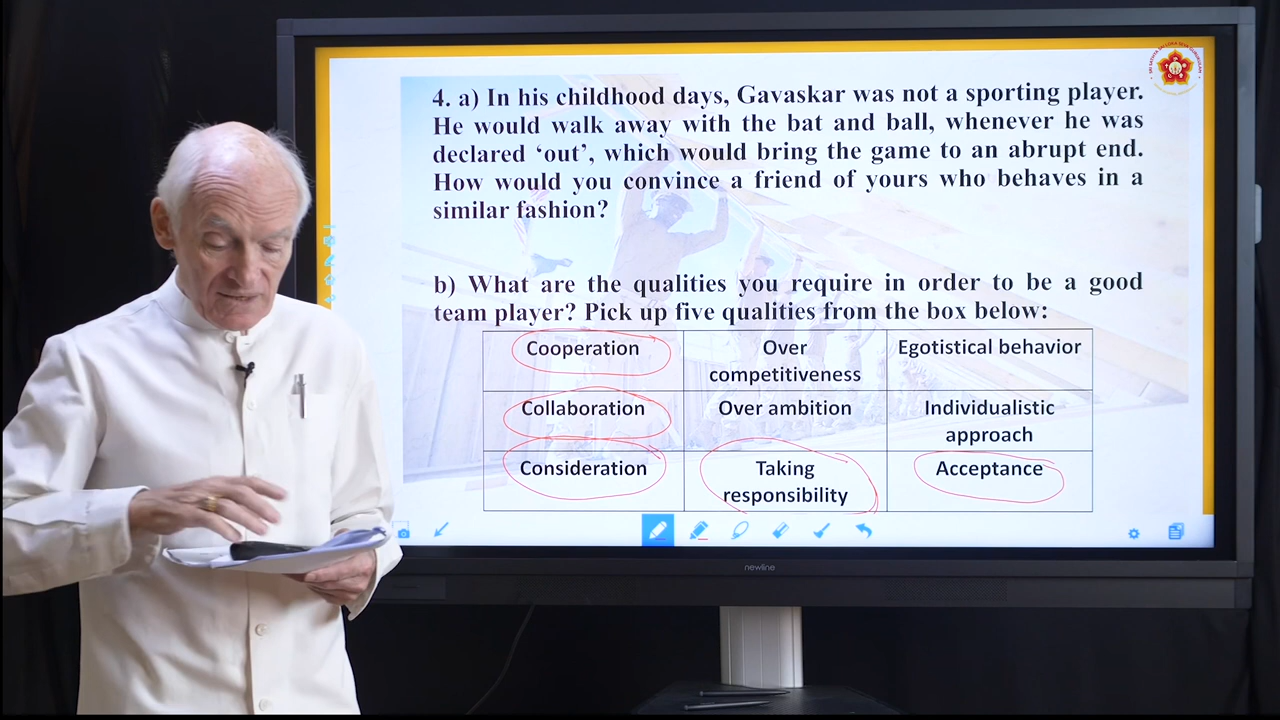 4. a) In his childhood days, Gavaskar was not a sporting player.
He would walk away with the bat and ball, whenever he was
declared ‘out’, which would bring the game to an abrupt end.
How would you convince a friend of yours who behaves in a
similar fashion?
b) What are the qualities you require in order to be a good
team player? Pick up five qualities from the box below:
Cooperation
Over
competitiveness
Egotistical behavior
Collaboration
Over ambition
Individualistic
approach
Consideration
Taking
responsibility
Acceptance
newline